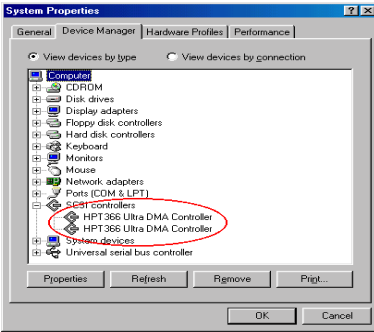 System Properties
General Device Manager Hardware Profiles Performance
View devices by type View devices by connection
Computer
CDROM
Disk drives
Display adapters
Floppy disk controllers
Hard disk controllers
Keyboard
Monitors
Mouse
Network adapters
Ports (COM & LPT)
SCSI controllers
HPT366 Ultra DMA Controller
HPT366 Ultra DMA Controller
System devices
Universal serial bus controller
Properties Refresh Remove Print...
OK Cancel